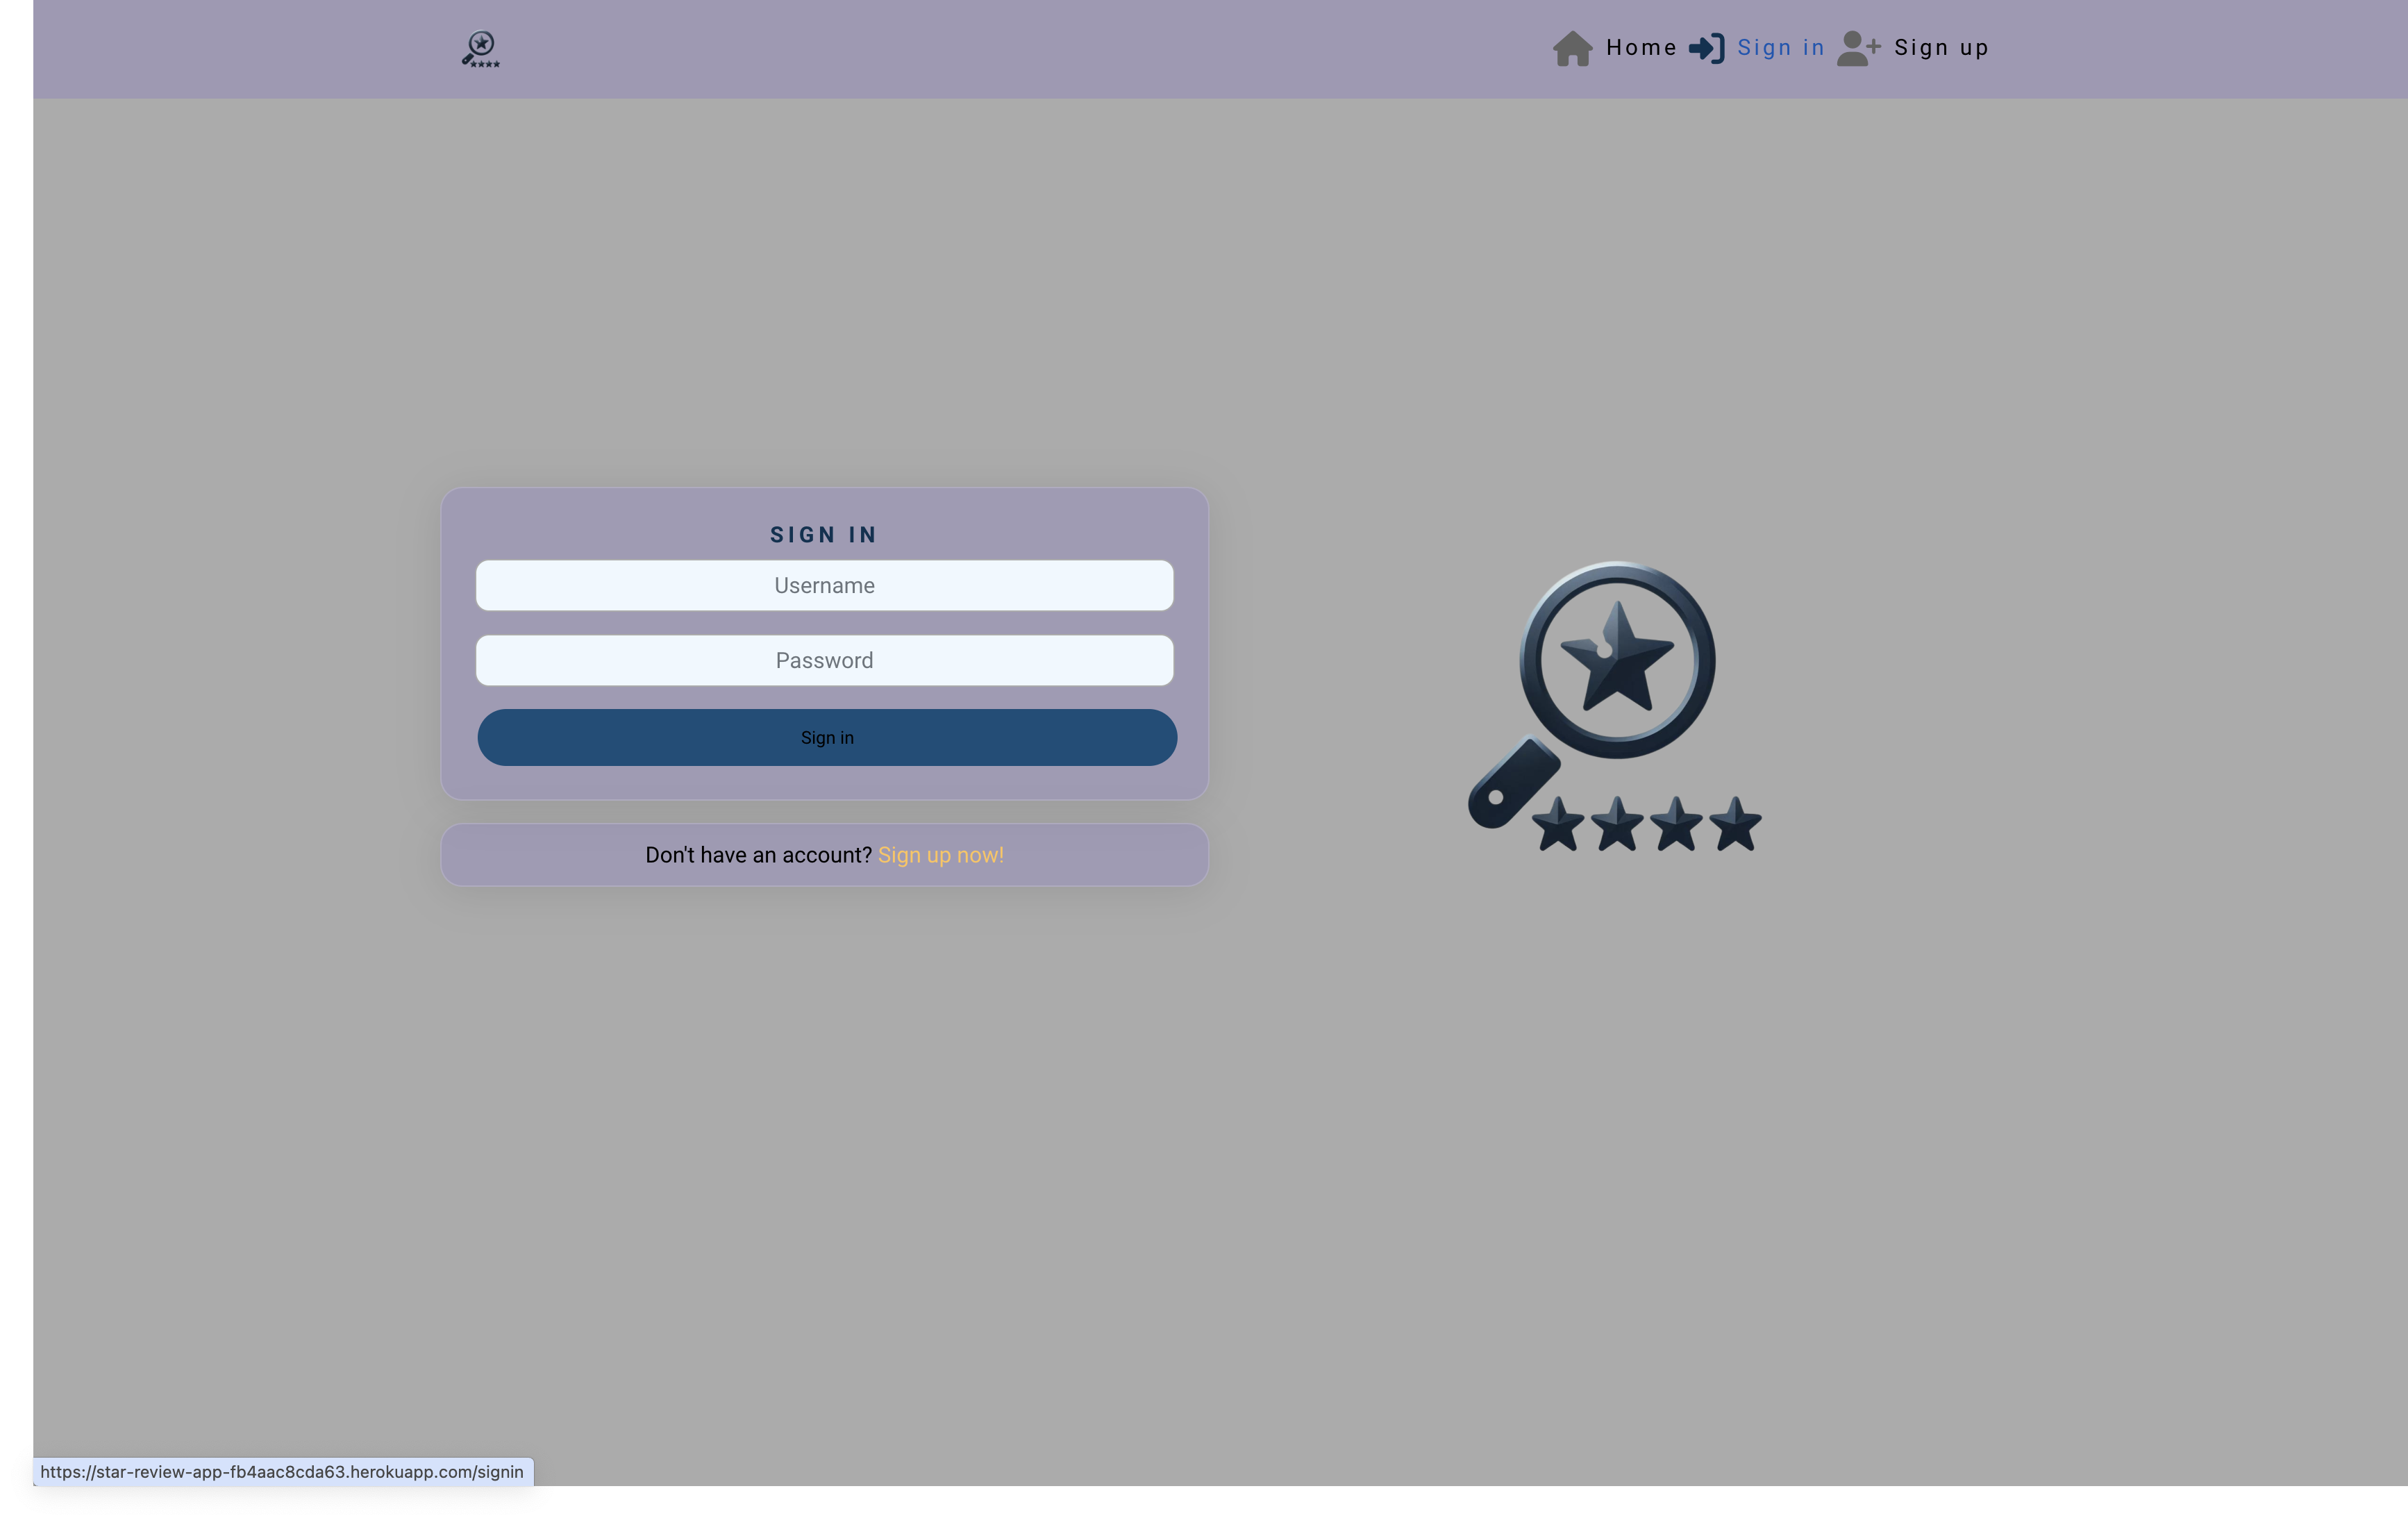 Home Sign in Sign up
SIGN IN
Username
Password
Sign in
Don't have an account? Sign up now!
https://star-review-app-fb4aac8cda63.herokuapp.com/signin